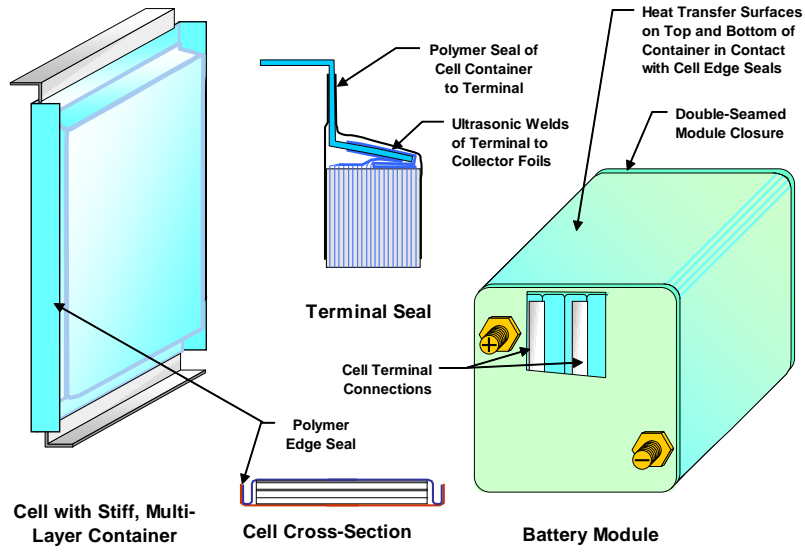 Polymer Seal of
Cell Container
to Terminal
Ultrasonic Welds
of Terminal to
Collector Foils
Terminal Seal
Heat Transfer Surfaces
on Top and Bottom of
Container in Contact
with Cell Edge Seals
Double-Seamed
Module Closure
+
Cell Terminal
Connections
−
Polymer
Edge Seal
Cell with Stiff, Multi-
Layer Container
Cell Cross-Section
Battery Module